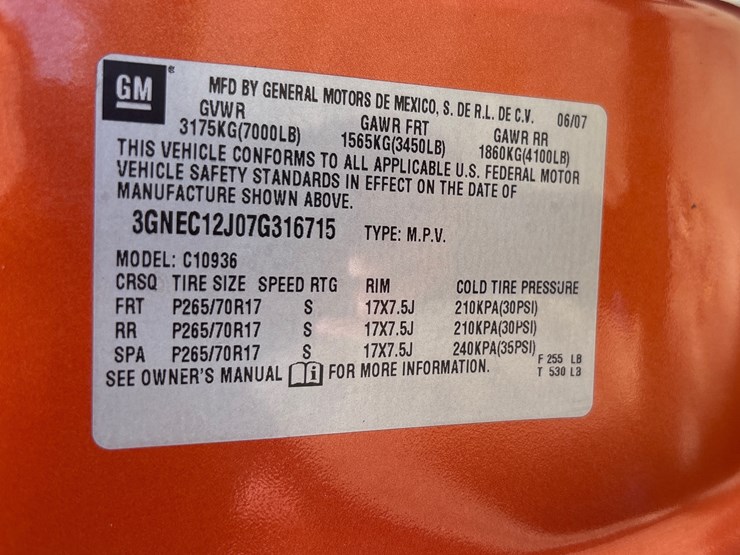 GM ®
MFD BY GENERAL MOTORS DE MEXICO, S. DE R.L. DE C.V. 06/07
GVWR GAWR FRT GAWR RR
3175KG(7000LB) 1565KG(3450LB) 1860KG(4100LB)
THIS VEHICLE CONFORMS TO ALL APPLICABLE U.S. FEDERAL MOTOR
VEHICLE SAFETY STANDARDS IN EFFECT ON THE DATE OF
MANUFACTURE SHOWN ABOVE.
3GNEC12J07G316715 TYPE: M.P.V.
MODEL: C10936
CRSQ TIRE SIZE SPEED RTG RIM COLD TIRE PRESSURE
FRT P265/70R17 S 17X7.5J 210KPA(30PSI)
RR P265/70R17 S 17X7.5J 210KPA(30PSI)
SPA P265/70R17 S 17X7.5J 240KPA(35PSI)
SEE OWNER'S MANUAL i FOR MORE INFORMATION.
F 255 LB
T 530 LB